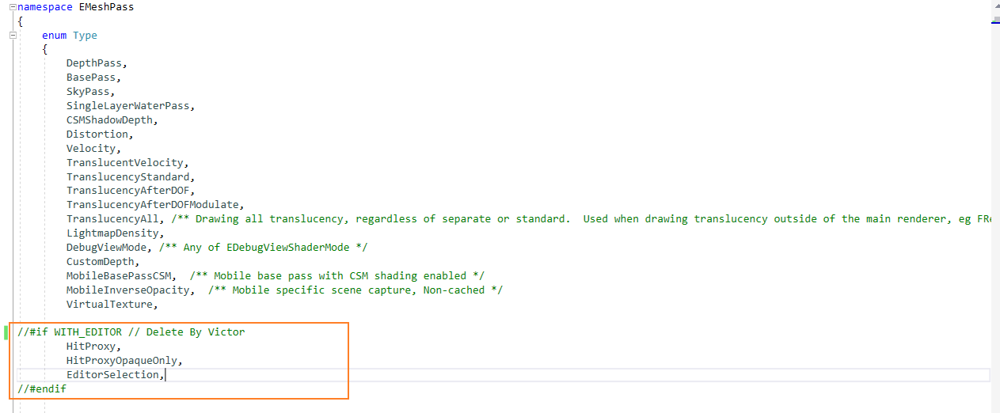 namespace EMeshPass
{
enum Type
{
DepthPass,
BasePass,
SkyPass,
SingleLayerWaterPass,
CSMShadowDepth,
Distortion,
Velocity,
TranslucentVelocity,
TranslucencyStandard,
TranslucencyAfterDOF,
TranslucencyAfterDOFModulate,
TranslucencyAll, /** Drawing all translucency, regardless of separate or standard.  Used when drawing translucency outside of the main renderer, eg FRe
LightmapDensity,
DebugViewMode, /** Any of EDebugViewShaderMode */
CustomDepth,
MobileBasePassCSM,  /** Mobile base pass with CSM shading enabled */
MobileInverseOpacity,  /** Mobile specific scene capture, Non-cached */
VirtualTexture,
//#if WITH_EDITOR // Delete By Victor
HitProxy,
HitProxyOpaqueOnly,
EditorSelection,
//#endif